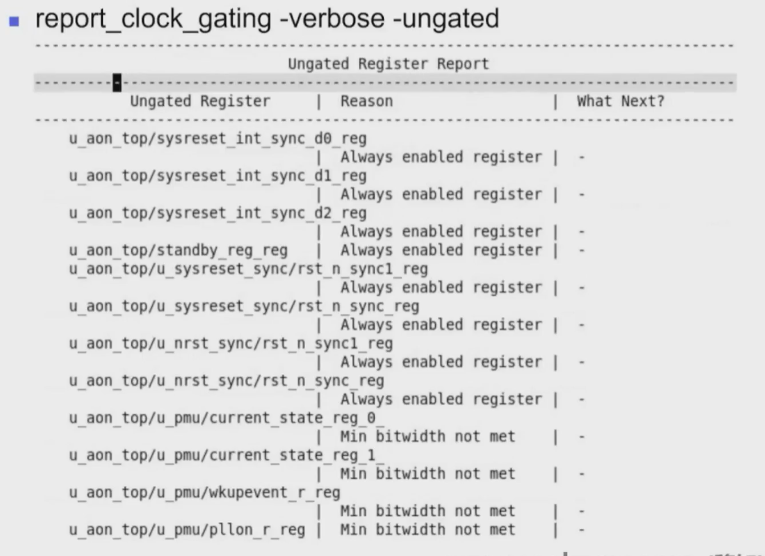 report_clock_gating -verbose -ungated
--------------------------------------------------------------------------------
Ungated Register Report
--------------------------------------------------------------------------------
Ungated Register | Reason | What Next?
--------------------------------------------------------------------------------
u_aon_top/sysreset_int_sync_d0_reg
| Always enabled register | -
u_aon_top/sysreset_int_sync_d1_reg
| Always enabled register | -
u_aon_top/sysreset_int_sync_d2_reg
| Always enabled register | -
u_aon_top/standby_reg_reg | Always enabled register | -
u_aon_top/u_sysreset_sync/rst_n_sync1_reg
| Always enabled register | -
u_aon_top/u_sysreset_sync/rst_n_sync_reg
| Always enabled register | -
u_aon_top/u_nrst_sync/rst_n_sync1_reg
| Always enabled register | -
u_aon_top/u_nrst_sync/rst_n_sync_reg
| Always enabled register | -
u_aon_top/u_pmu/current_state_reg_0_
| Min bitwidth not met | -
u_aon_top/u_pmu/current_state_reg_1_
| Min bitwidth not met | -
u_aon_top/u_pmu/wkupevent_r_reg
| Min bitwidth not met | -
u_aon_top/u_pmu/pllon_r_reg | Min bitwidth not met | -